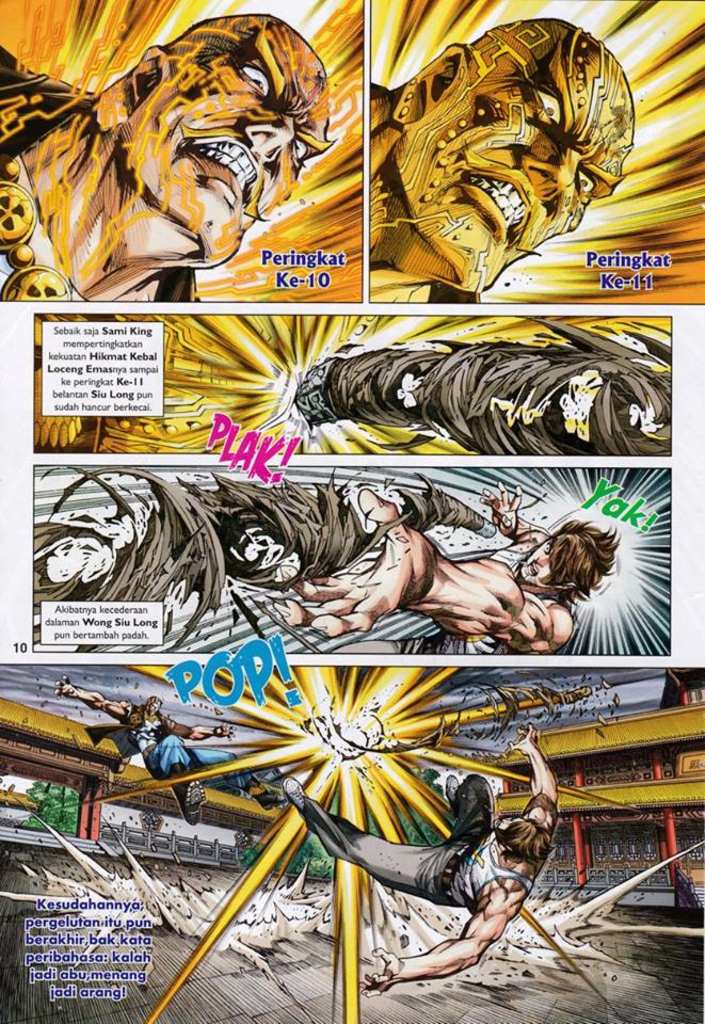 Peringkat
Ke-10
Peringkat
Ke-11
Sebaik saja Sami King
mempertingkatkan
kekuatan Hikmat Kebal
Loceng Emasnya sampai
ke peringkat Ke-11
belantan Siu Long pun
sudah hancur berkecai.
PLAK!
Yak!
Akibatnya kecederaan
dalaman Wong Siu Long
pun bertambah padah.
10
POP!
Kesudahannya,
pergelutan itu pun
berakhir,bak kata
peribahasa: kalah
jadi abu,menang
jadi arang!